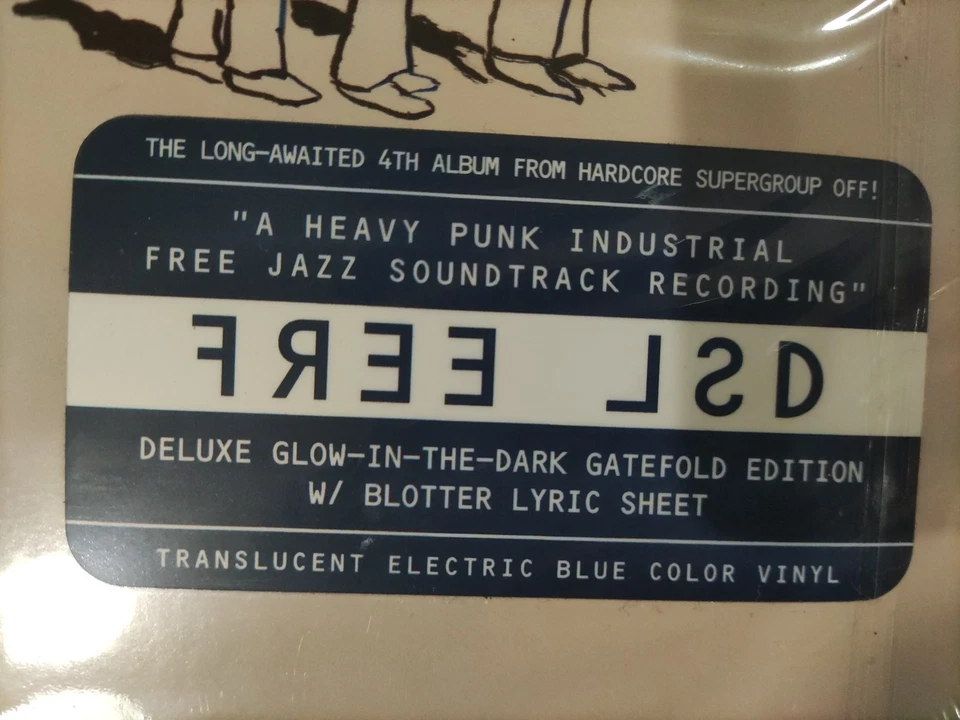 THE LONG-AWAITED 4TH ALBUM FROM HARDCORE SUPERGROUP OFF!
"A HEAVY PUNK INDUSTRIAL
FREE JAZZ SOUNDTRACK RECORDING"
FREE LSD
DELUXE GLOW-IN-THE-DARK GATEFOLD EDITION
W/ BLOTTER LYRIC SHEET
TRANSLUCENT ELECTRIC BLUE COLOR VINYL